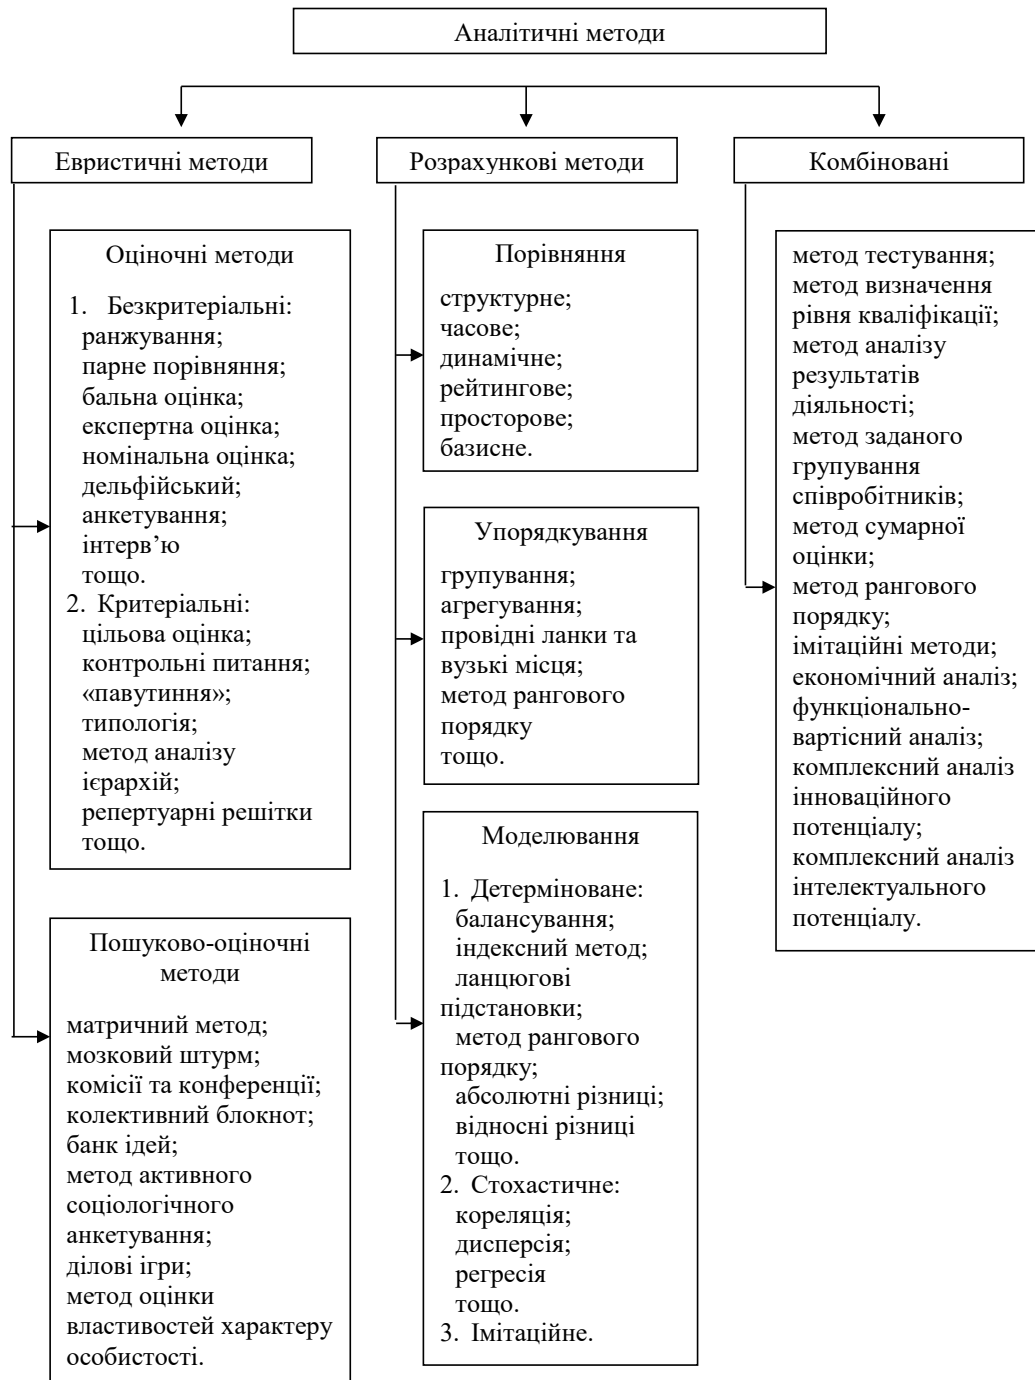 Аналітичні методи
Евристичні методи
Розрахункові методи
Комбіновані
Оціночні методи
1. Безкритеріальні:
ранжування;
парне порівняння;
бальна оцінка;
експертна оцінка;
номінальна оцінка;
дельфійський;
анкетування;
інтерв’ю
тощо.
2. Критеріальні:
цільова оцінка;
контрольні питання;
«павутиння»;
типологія;
метод аналізу
ієрархій;
репертуарні решітки
тощо.
Пошуково-оціночні
методи
матричний метод;
мозковий штурм;
комісії та конференції;
колективний блокнот;
банк ідей;
метод активного
соціологічного
анкетування;
ділові ігри;
метод оцінки
властивостей характеру
особистості.
Порівняння
структурне;
часове;
динамічне;
рейтингове;
просторове;
базисне.
Упорядкування
групування;
агрегування;
провідні ланки та
вузькі місця;
метод рангового
порядку
тощо.
Моделювання
1. Детерміноване:
балансування;
індексний метод;
ланцюгові
підстановки;
метод рангового
порядку;
абсолютні різниці;
відносні різниці
тощо.
2. Стохастичне:
кореляція;
дисперсія;
регресія
тощо.
3. Імітаційне.
метод тестування;
метод визначення
рівня кваліфікації;
метод аналізу
результатів
діяльності;
метод заданого
групування
співробітників;
метод сумарної
оцінки;
метод рангового
порядку;
імітаційні методи;
економічний аналіз;
функціонально-
вартісний аналіз;
комплексний аналіз
інноваційного
потенціалу;
комплексний аналіз
інтелектуального
потенціалу.